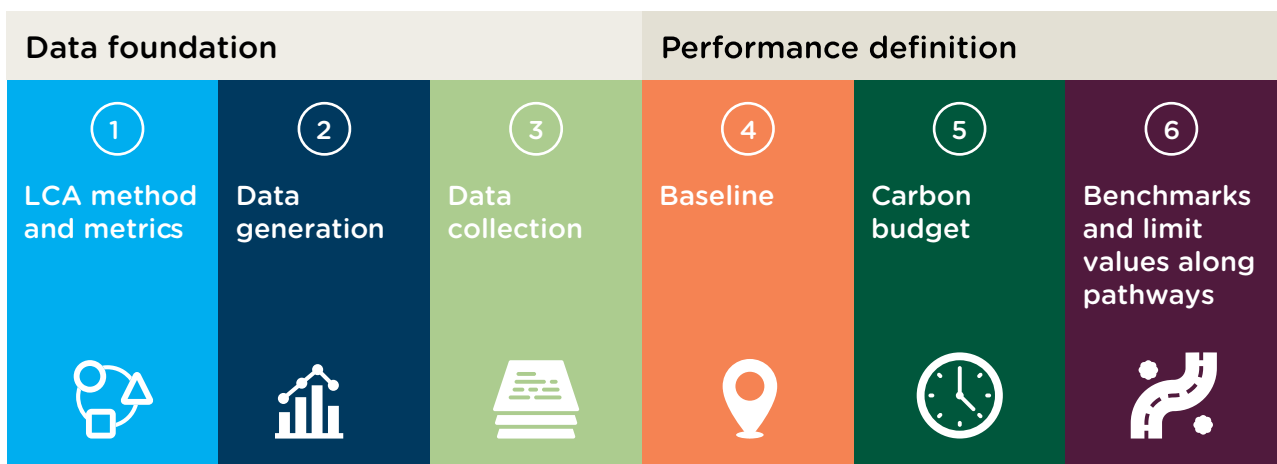 Data foundation
Performance definition
1
LCA method
and metrics
2
Data
generation
3
Data
collection
4
Baseline
5
Carbon
budget
6
Benchmarks
and limit
values along
pathways